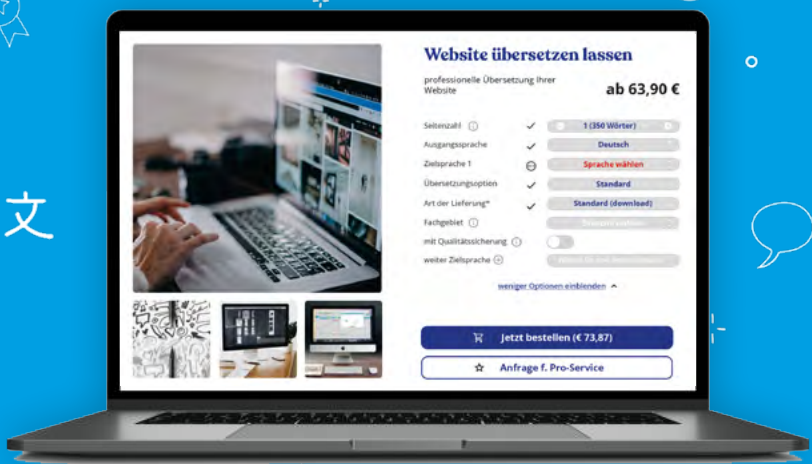 文
Website übersetzen lassen
professionelle Übersetzung Ihrer
Website
ab 63,90 €
Seitenzahl 1 (350 Wörter)
Ausgangssprache Deutsch
Zielsprache 1 Sprache wählen
Übersetzungsoption Standard
Art der Lieferung* Standard (download)
Fachgebiet
mit Qualitätssicherung
weiter Zielsprache
weniger Optionen einblenden
Jetzt bestellen (€ 73,87)
Anfrage f. Pro-Service